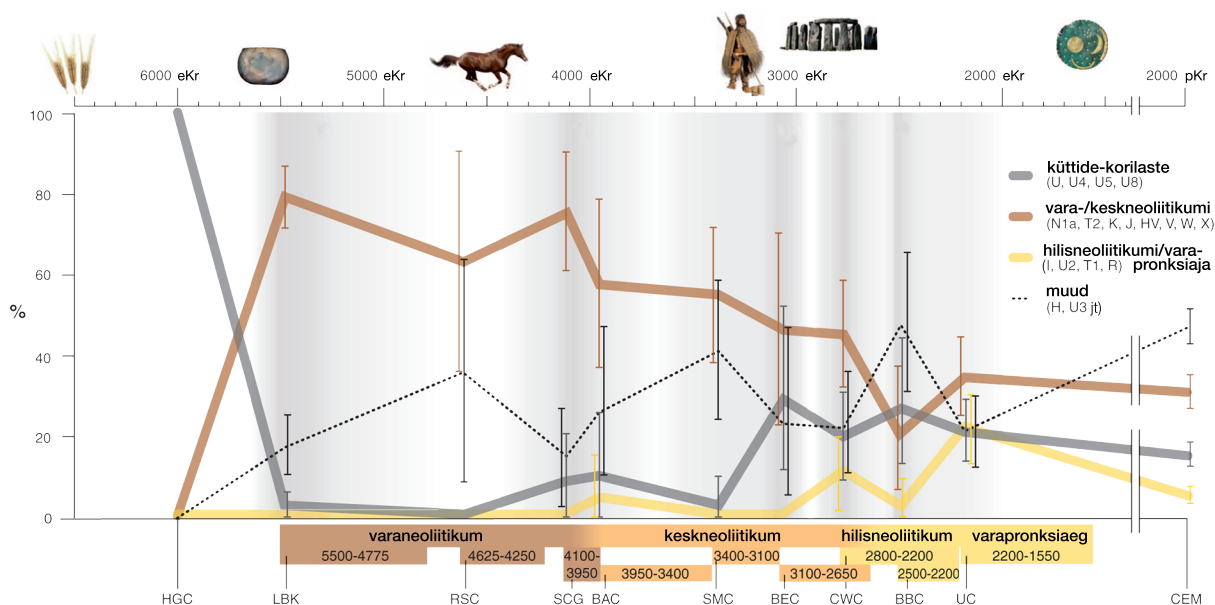 6000 eKr
5000 eKr
4000 eKr
3000 eKr
2000 eKr
2000 pKr
100
80
60
40
20
0
%
küttide-korilaste
(U, U4, U5, U8)
vara-/keskneoliitikumi
(N1a, T2, K, J, HV, V, W, X)
hilisneoliitikumi/vara-
(I, U2, T1, R) pronksiaja
muud
(H, U3 jt)
varaneoliitikum
keskneoliitikum
hilisneoliitikum
varapronksiaeg
5500-4775
4625-4250
4100-
3950
3950-3400
3400-3100
3100-2650
2800-2200
2500-2200
2200-1550
HGC
LBK
RSC
SCG
BAC
SMC
BEC
CWC
BBC
UC
CEM